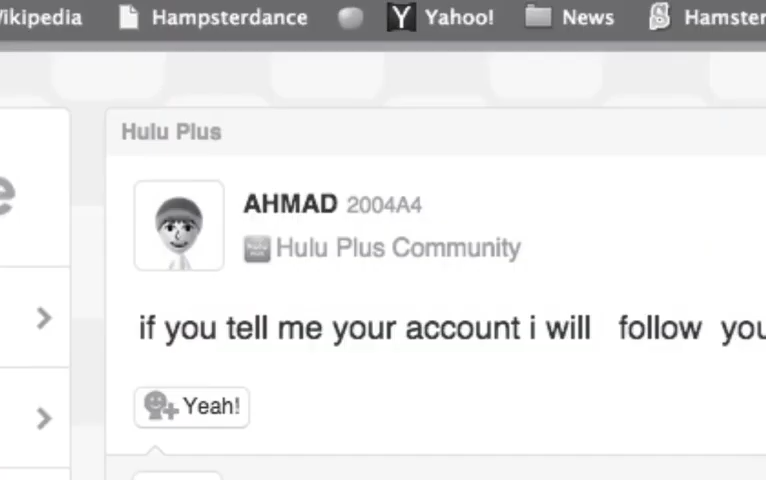 Wikipedia Hampsterdance Yahoo! News Hamster
Hulu Plus
e
AHMAD 2004A4
Hulu Plus Community
if you tell me your account i will follow you
Yeah!